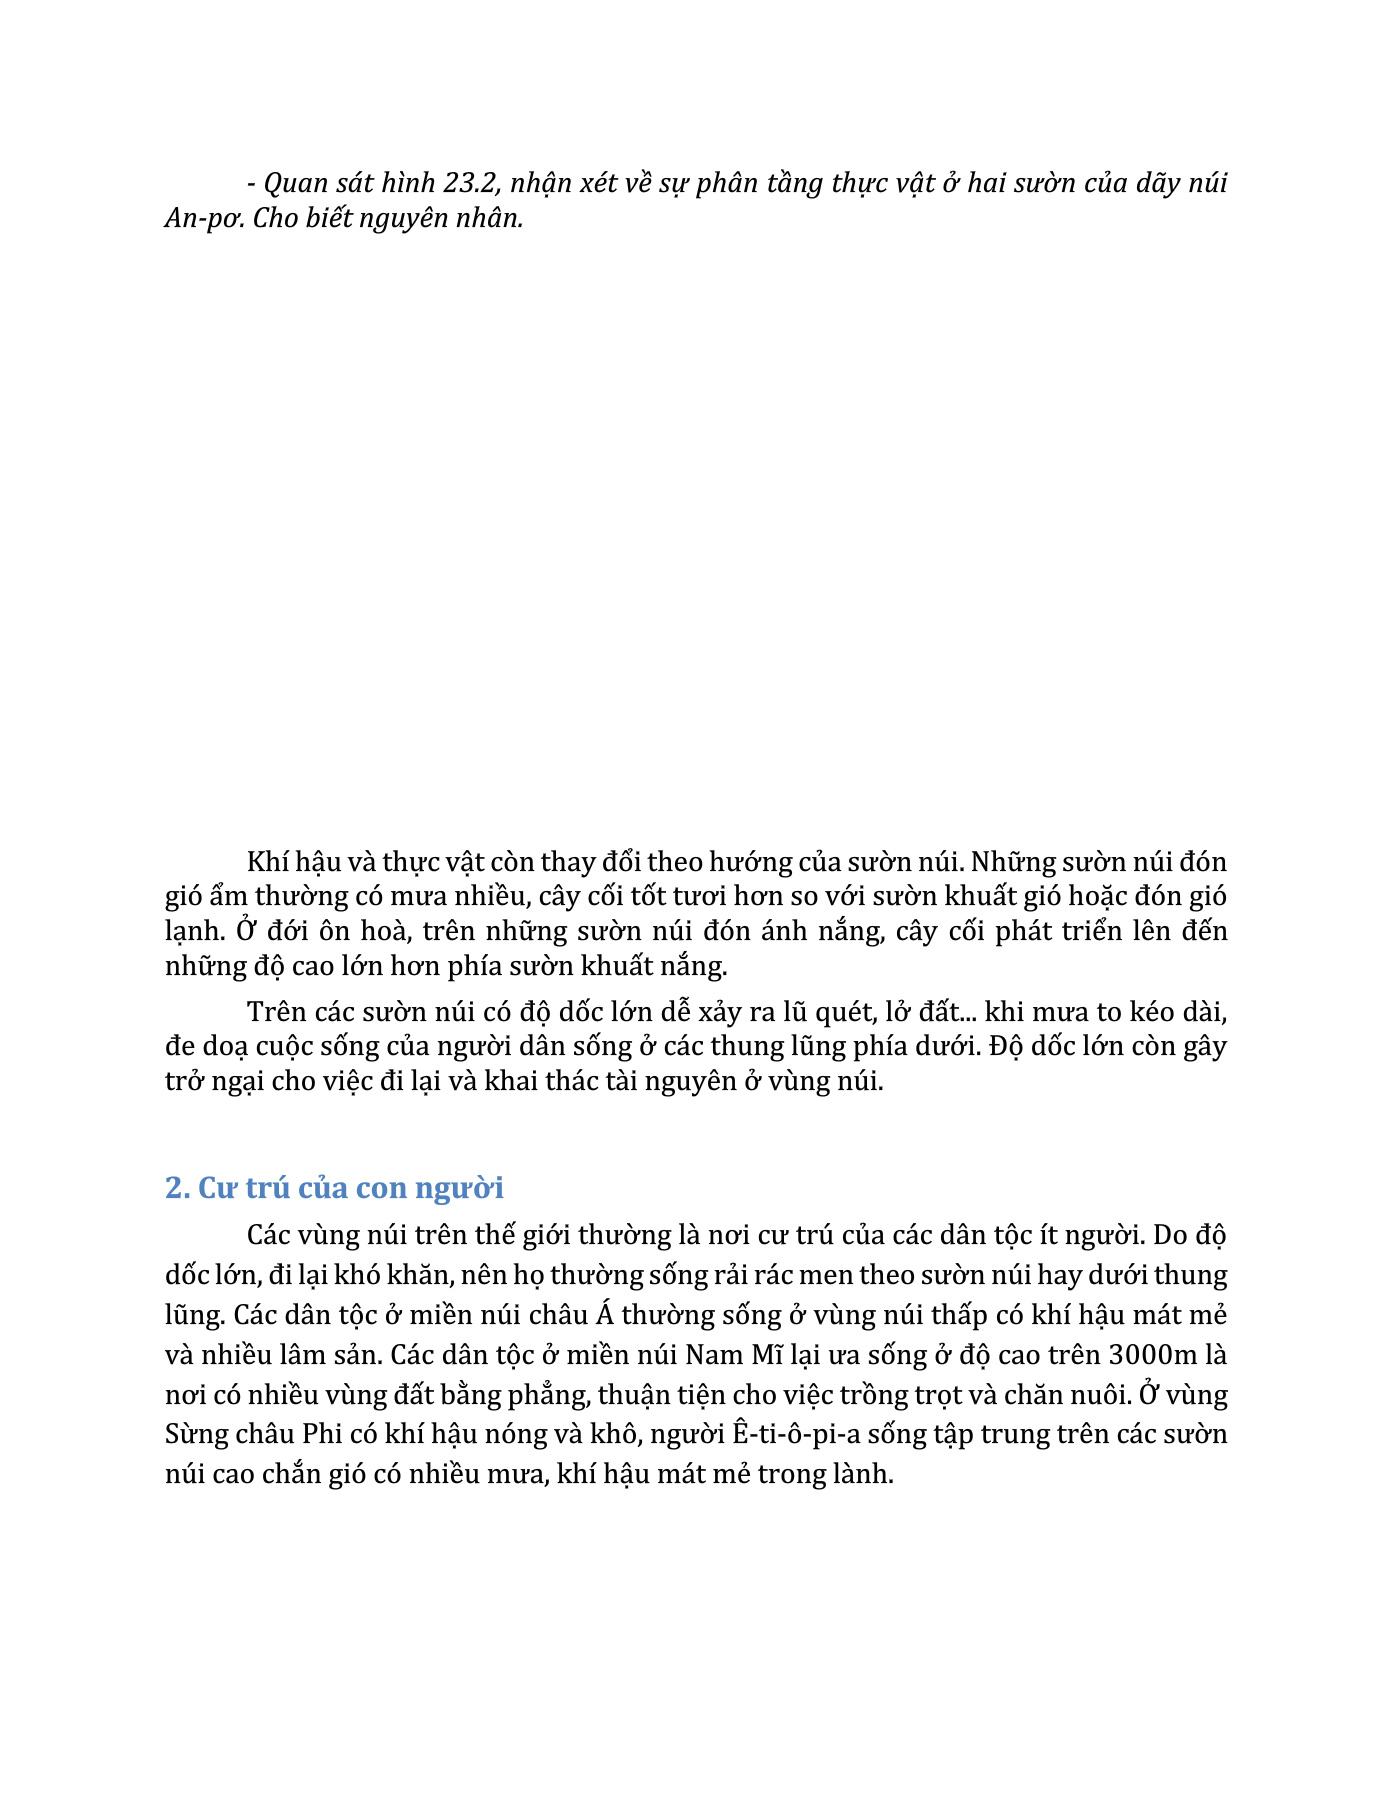 - Quan sát hình 23.2, nhận xét về sự phân tầng thực vật ở hai sườn của dãy núi
An-pơ. Cho biết nguyên nhân.
Khí hậu và thực vật còn thay đổi theo hướng của sườn núi. Những sườn núi đón
gió ẩm thường có mưa nhiều, cây cối tốt tươi hơn so với sườn khuất gió hoặc đón gió
lạnh. Ở đới ôn hoà, trên những sườn núi đón ánh nắng, cây cối phát triển lên đến
những độ cao lớn hơn phía sườn khuất nắng.
Trên các sườn núi có độ dốc lớn dễ xảy ra lũ quét, lở đất... khi mưa to kéo dài,
đe doạ cuộc sống của người dân sống ở các thung lũng phía dưới. Độ dốc lớn còn gây
trở ngại cho việc đi lại và khai thác tài nguyên ở vùng núi.
2. Cư trú của con người
Các vùng núi trên thế giới thường là nơi cư trú của các dân tộc ít người. Do độ
dốc lớn, đi lại khó khăn, nên họ thường sống rải rác men theo sườn núi hay dưới thung
lũng. Các dân tộc ở miền núi châu Á thường sống ở vùng núi thấp có khí hậu mát mẻ
và nhiều lâm sản. Các dân tộc ở miền núi Nam Mĩ lại ưa sống ở độ cao trên 3000m là
nơi có nhiều vùng đất bằng phẳng, thuận tiện cho việc trồng trọt và chăn nuôi. Ở vùng
Sừng châu Phi có khí hậu nóng và khô, người Ê-ti-ô-pi-a sống tập trung trên các sườn
núi cao chắn gió có nhiều mưa, khí hậu mát mẻ trong lành.